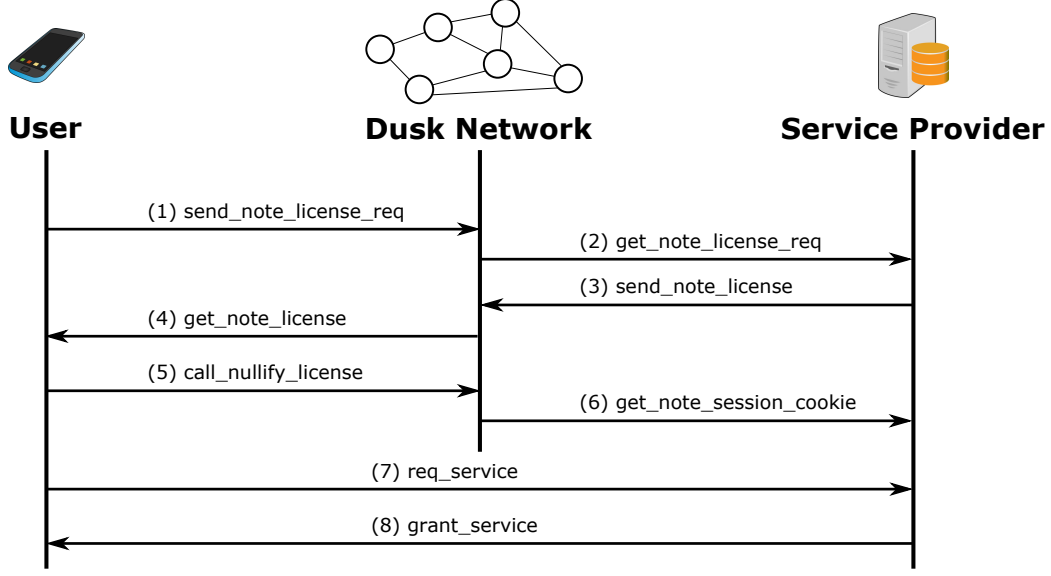 User
Dusk Network
Service Provider
(1) send_note_license_req
(2) get_note_license_req
(3) send_note_license
(4) get_note_license
(5) call_nullify_license
(6) get_note_session_cookie
(7) req_service
(8) grant_service